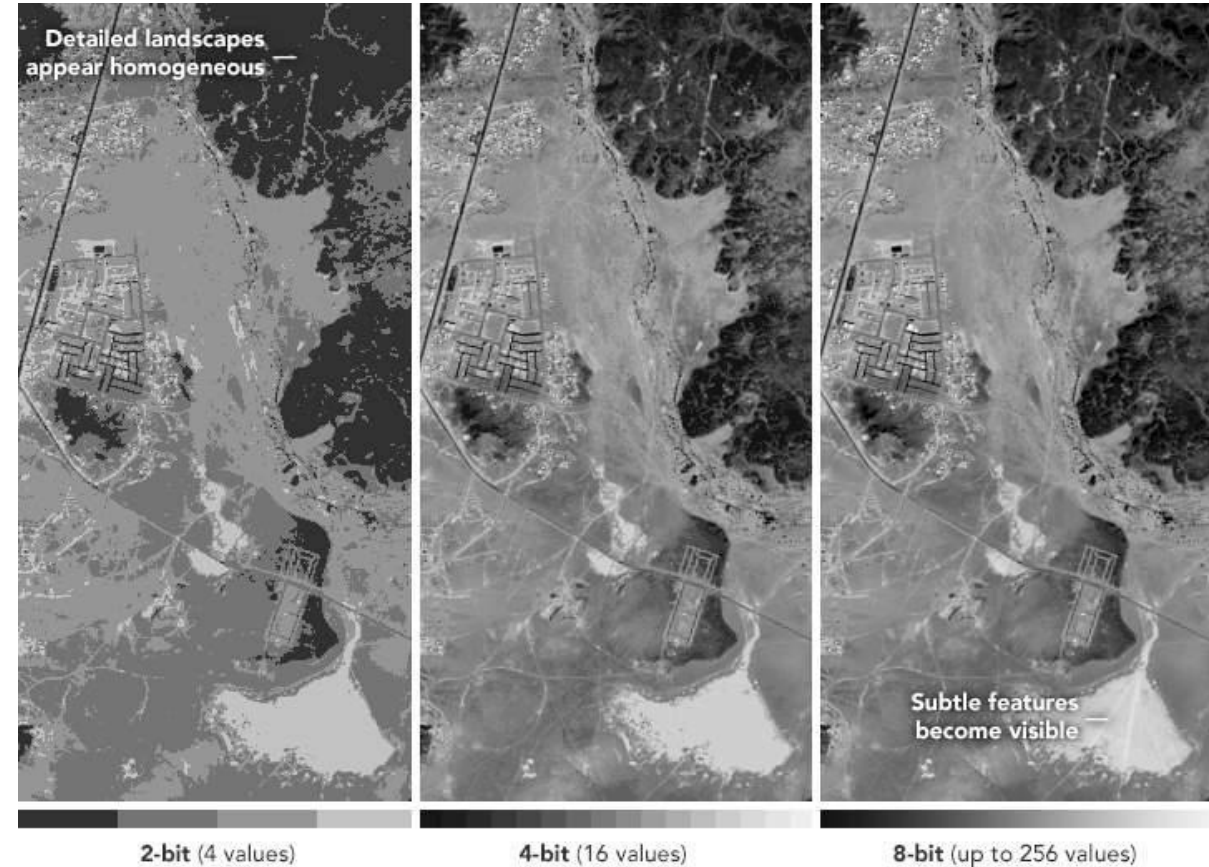 Detailed landscapes
appear homogeneous
Subtle features
become visible
2-bit (4 values)
4-bit (16 values)
8-bit (up to 256 values)